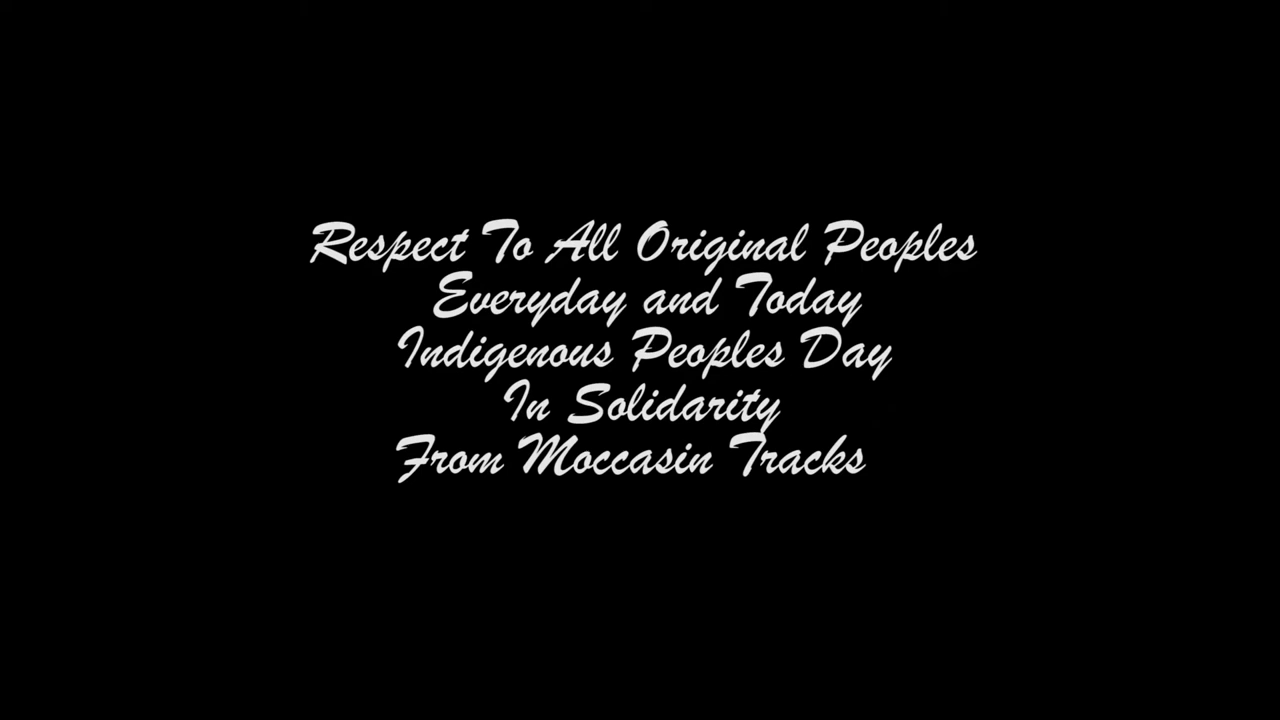 Respect To All Original Peoples
Everyday and Today
Indigenous Peoples Day
In Solidarity
From Moccasin Tracks